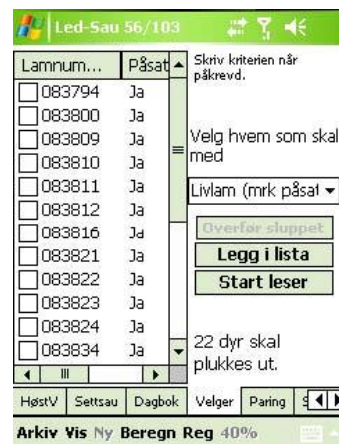 Led-Sau 56/103
Lamnum... Påsat
083794 Ja
083800 Ja
083809 Ja
083810 Ja
083811 Ja
083812 Ja
083816 Ja
083821 Ja
083822 Ja
083823 Ja
083824 Ja
083834 Ja
Skriv kriterien når
påkrevd.
Velg hvem som skal
med
Livlam (mrk påsat
Overfør sluppet
Legg i lista
Start leser
22 dyr skal
plukkes ut.
HøstV Settsau Dagbok Velger Paring
Arkiv Vis Ny Beregn Reg 40%